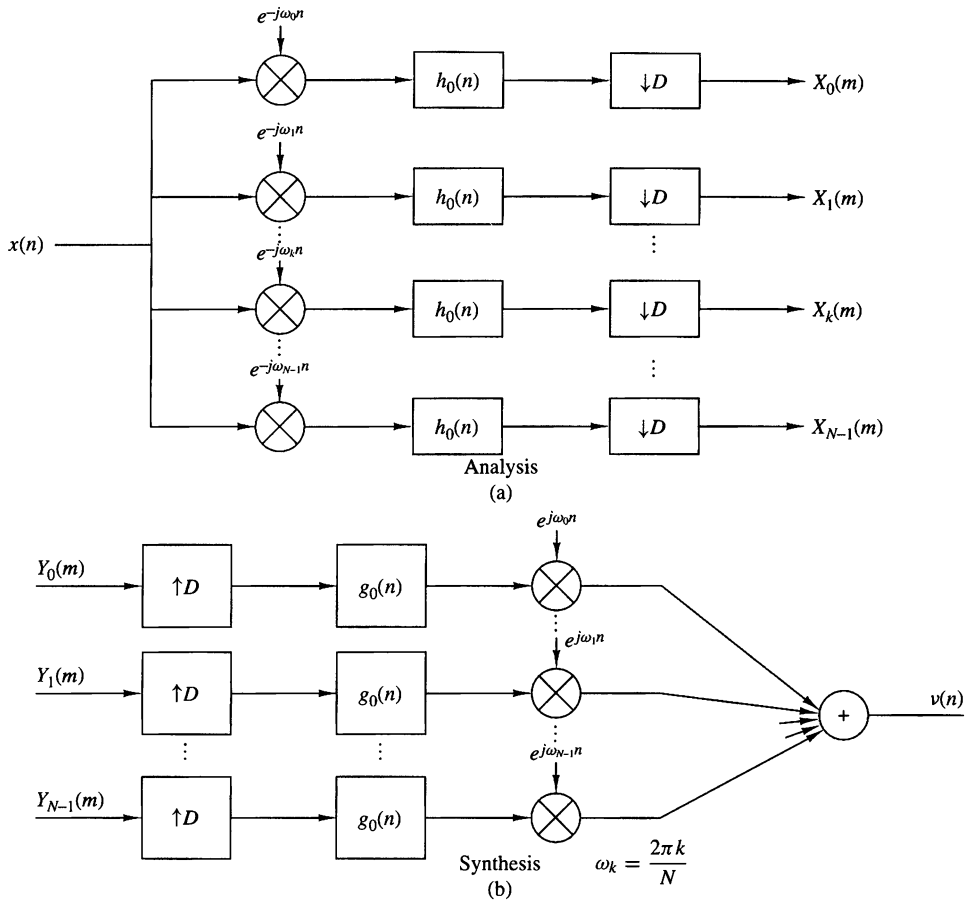 e^{-jω_0 n}
h_0(n) ↓D X_0(m)
e^{-jω_1 n}
h_0(n) ↓D X_1(m)
x(n)
e^{-jω_k n}
h_0(n) ↓D X_k(m)
e^{-jω_{N-1} n}
h_0(n) ↓D X_{N-1}(m)
Analysis
(a)
e^{jω_0 n}
Y_0(m) ↑D g_0(n)
e^{jω_1 n}
Y_1(m) ↑D g_0(n)
+ v(n)
e^{jω_{N-1} n}
Y_{N-1}(m) ↑D g_0(n)
Synthesis
(b)
ω_k = \frac{2πk}{N}